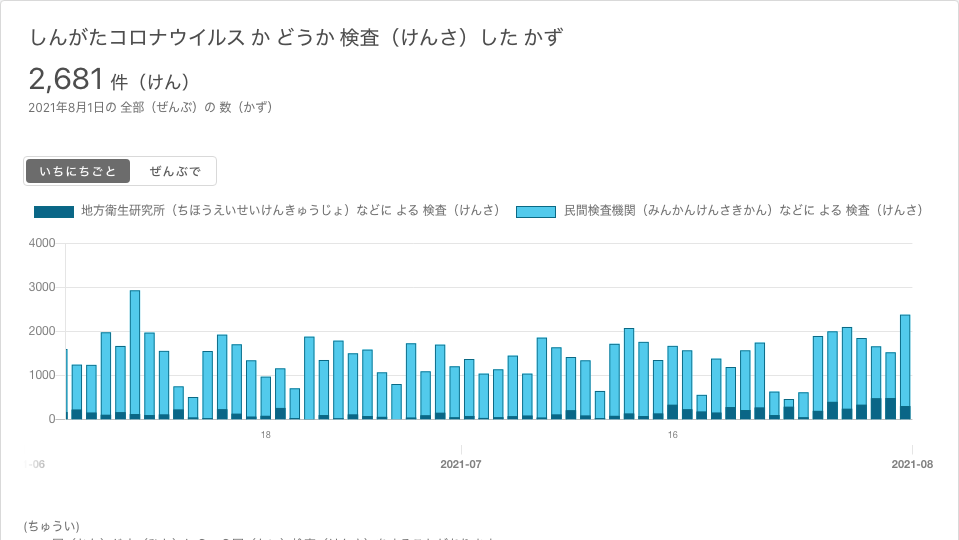 しんがたコロナウイルス か どうか 検査（けんさ）した かず
2,681 件（けん）
2021年8月1日の 全部（ぜんぶ）の 数（かず）
いちにちごと ぜんぶで
地方衛生研究所（ちほうえいせいけんきゅうじょ）などに よる 検査（けんさ） 民間検査機関（みんかんけんさきかん）などに よる 検査（けんさ）
4000
3000
2000
1000
0
18 16
-06 2021-07 2021-08
(ちゅうい)